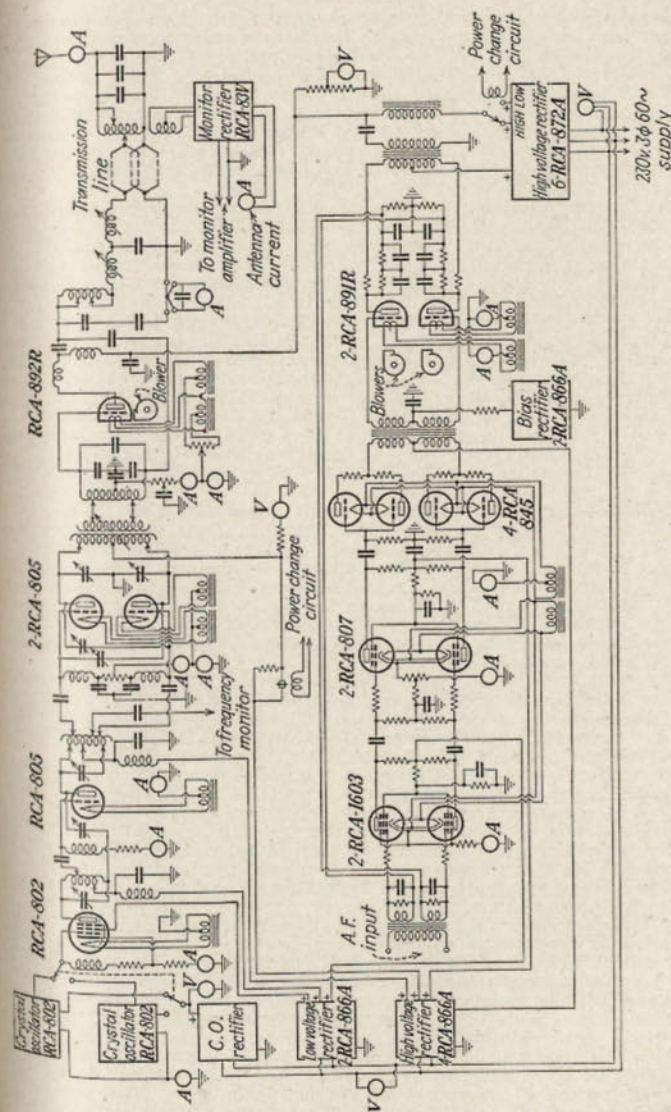 Crystal
oscillator
RCA-802
Crystal
oscillator
RCA-802
A
RCA-802
A
V
C.O.
rectifier
RCA-805
A
A
To frequency
monitor
2-RCA-805
A
A
RCA-892R
Blower
A
A
Transmission
line
A
A
Monitor
rectifier
RCA-83V
To monitor
amplifier
A
Antenna
current
V
Power change
circuit
V
Low voltage
rectifier
2-RCA-866A
High voltage
rectifier
4-RCA-866A
V
A.F.
input
2-RCA-1603
A
2-RCA-807
A
A
4-RCA
845
Blowers
2-RCA-891R
A
A
Bias
rectifier
2-RCA-866A
Power
change
circuit
HIGH LOW
High voltage rectifier
6-RCA-872A
V
230v. 3φ 60~
supply